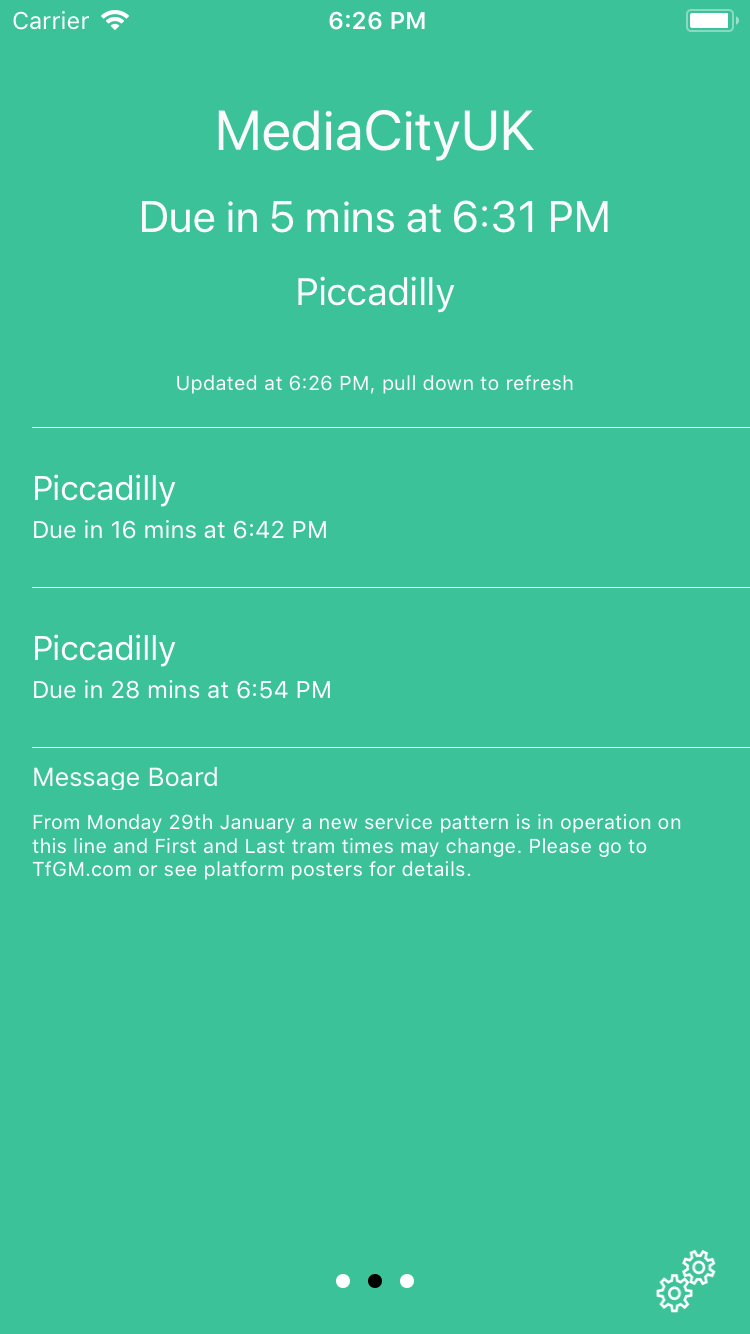 Carrier 6:26 PM
MediaCityUK
Due in 5 mins at 6:31 PM
Piccadilly
Updated at 6:26 PM, pull down to refresh
Piccadilly
Due in 16 mins at 6:42 PM
Piccadilly
Due in 28 mins at 6:54 PM
Message Board
From Monday 29th January a new service pattern is in operation on
this line and First and Last tram times may change. Please go to
TfGM.com or see platform posters for details.